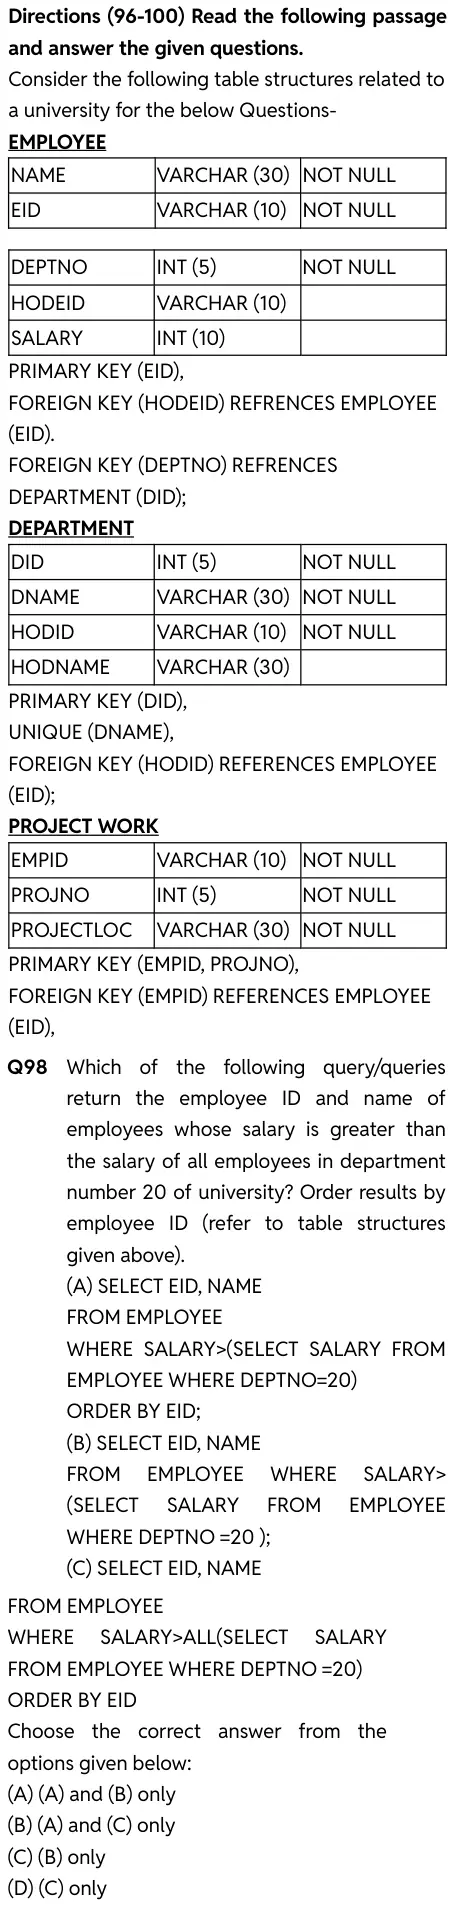 Directions (96-100) Read the following passage
and answer the given questions.
Consider the following table structures related to
a university for the below Questions-
EMPLOYEE
NAME VARCHAR (30) NOT NULL
EID VARCHAR (10) NOT NULL
DEPTNO INT (5) NOT NULL
HODEID VARCHAR (10)
SALARY INT (10)
PRIMARY KEY (EID),
FOREIGN KEY (HODEID) REFRENCES EMPLOYEE
(EID).
FOREIGN KEY (DEPTNO) REFRENCES
DEPARTMENT (DID);
DEPARTMENT
DID INT (5) NOT NULL
DNAME VARCHAR (30) NOT NULL
HODID VARCHAR (10) NOT NULL
HODNAME VARCHAR (30)
PRIMARY KEY (DID),
UNIQUE (DNAME),
FOREIGN KEY (HODID) REFERENCES EMPLOYEE
(EID);
PROJECT WORK
EMPID VARCHAR (10) NOT NULL
PROJNO INT (5) NOT NULL
PROJECTLOC VARCHAR (30) NOT NULL
PRIMARY KEY (EMPID, PROJNO),
FOREIGN KEY (EMPID) REFERENCES EMPLOYEE
(EID),
Q98 Which of the following query/queries
return the employee ID and name of
employees whose salary is greater than
the salary of all employees in department
number 20 of university? Order results by
employee ID (refer to table structures
given above).
(A) SELECT EID, NAME
FROM EMPLOYEE
WHERE SALARY>(SELECT SALARY FROM
EMPLOYEE WHERE DEPTNO=20)
ORDER BY EID;
(B) SELECT EID, NAME
FROM EMPLOYEE WHERE SALARY>
(SELECT SALARY FROM EMPLOYEE
WHERE DEPTNO =20 );
(C) SELECT EID, NAME
FROM EMPLOYEE
WHERE SALARY>ALL(SELECT SALARY
FROM EMPLOYEE WHERE DEPTNO =20)
ORDER BY EID
Choose the correct answer from the
options given below:
(A) (A) and (B) only
(B) (A) and (C) only
(C) (B) only
(D) (C) only